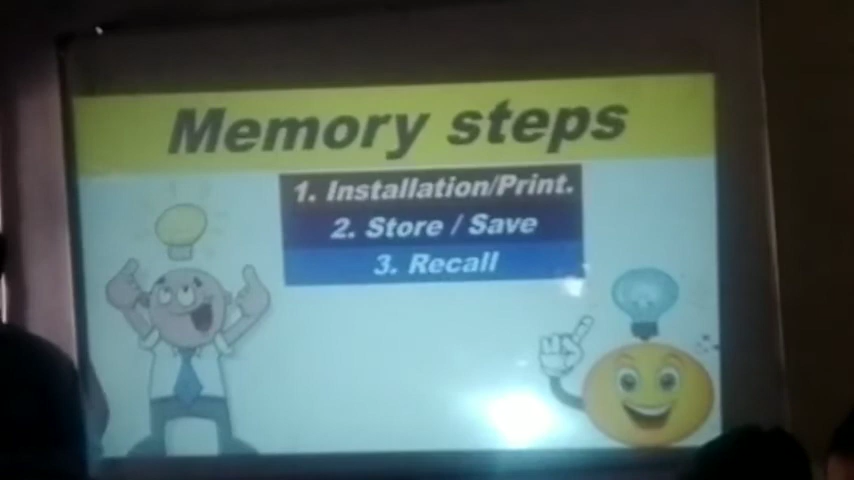 Memory steps
1. Installation/Print.
2. Store / Save
3. Recall